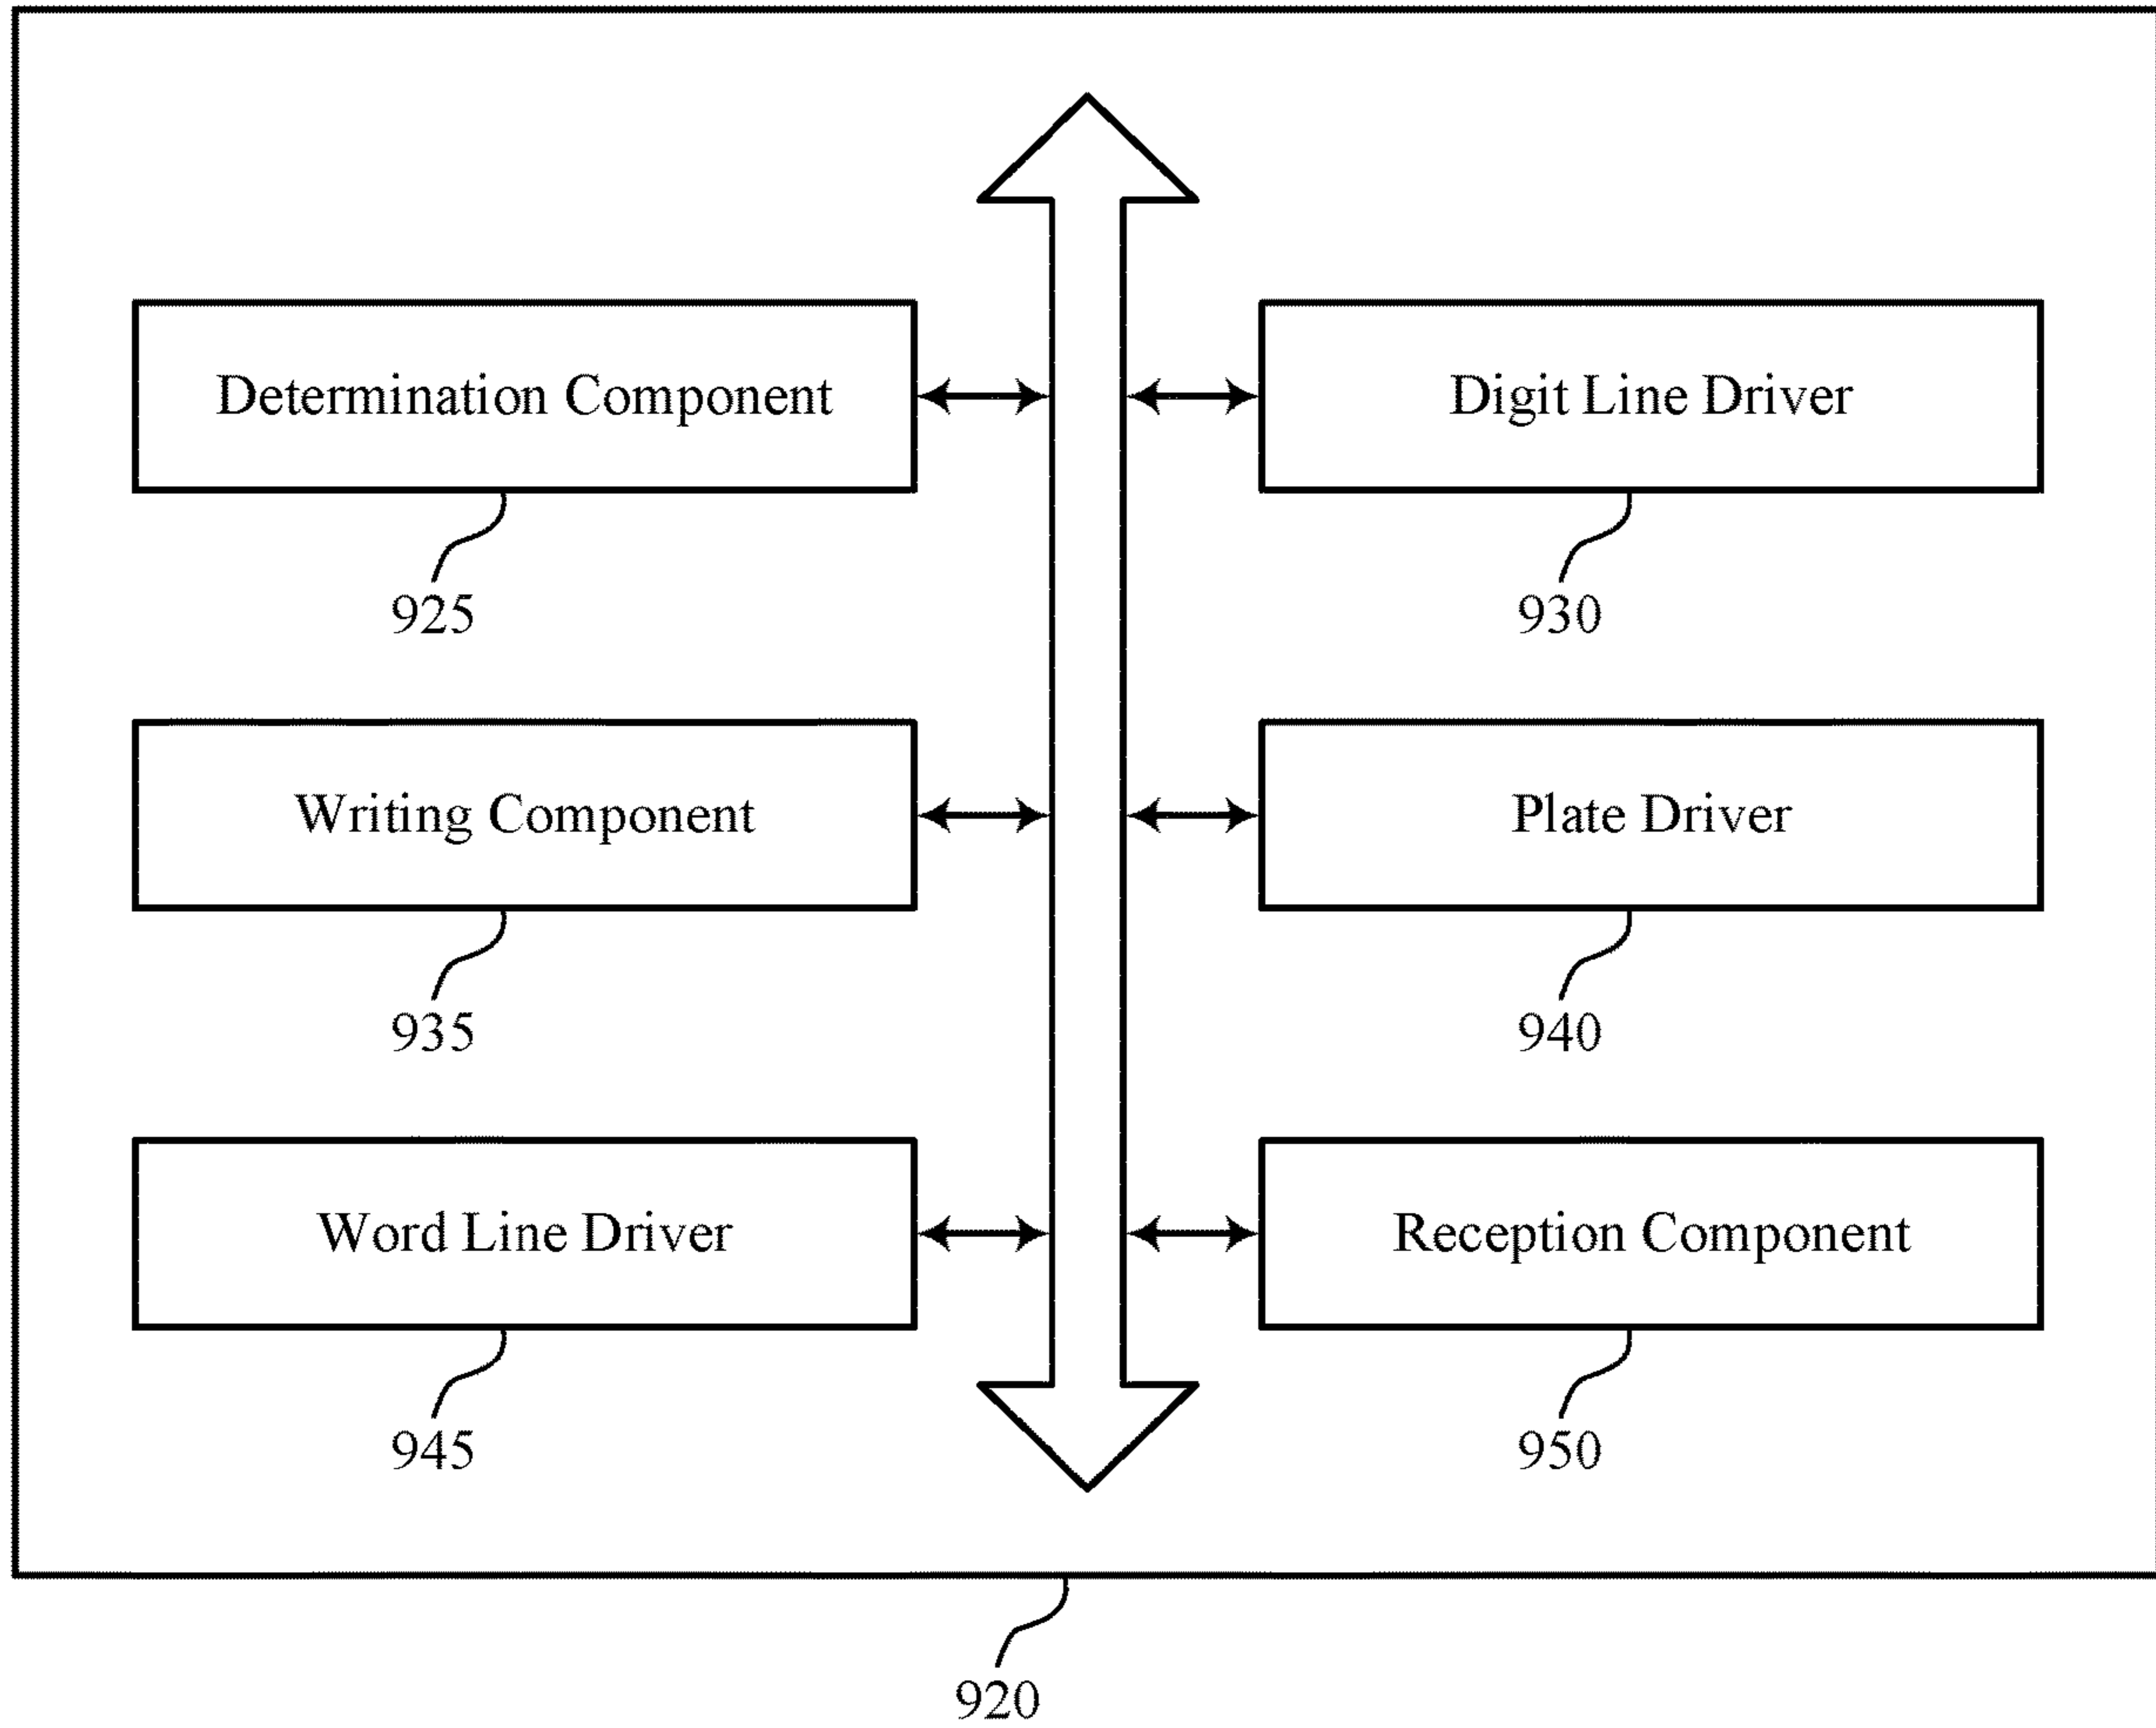 Determination Component
Digit Line Driver
925
930
Writing Component
Plate Driver
935
940
Word Line Driver
Reception Component
945
950
920